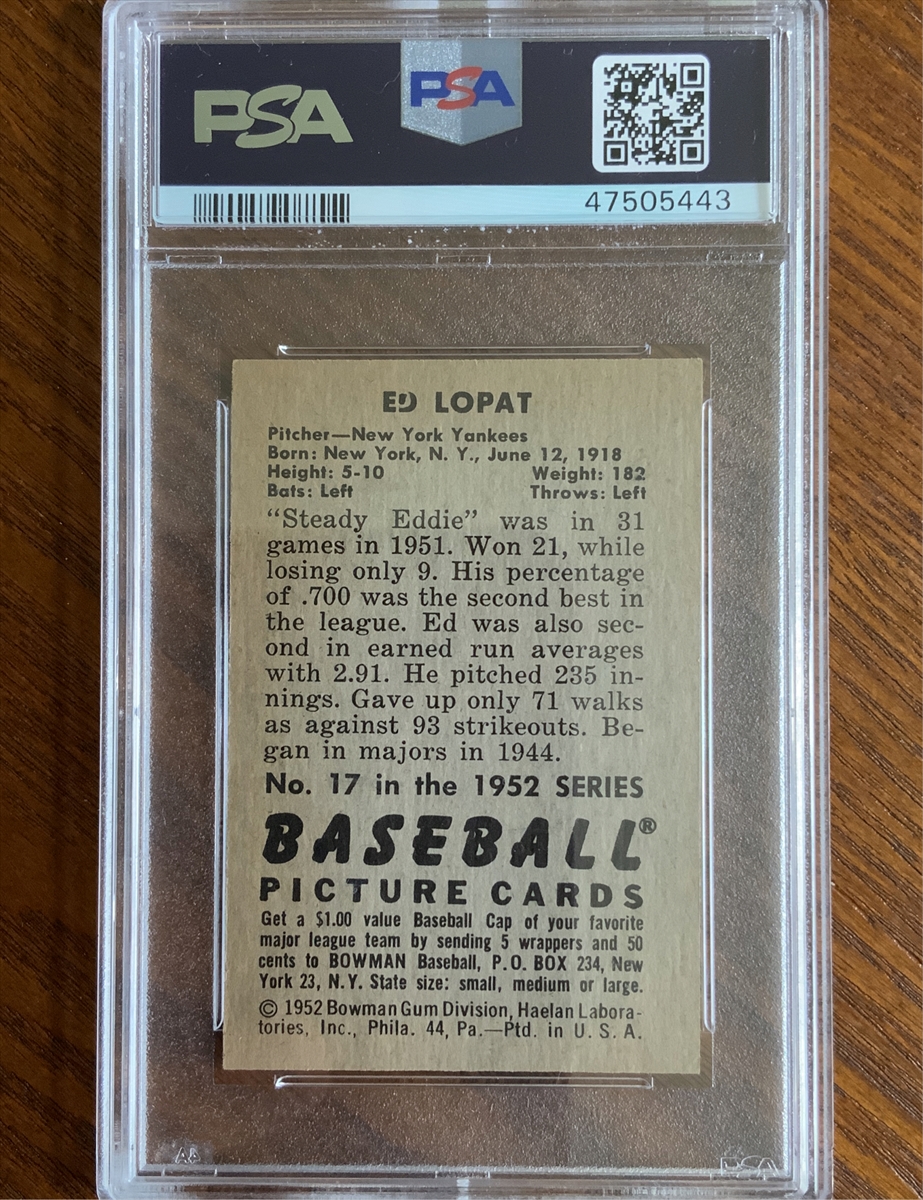 PSA PSA
47505443
ED LOPAT
Pitcher—New York Yankees
Born: New York, N. Y., June 12, 1918
Height: 5-10 Weight: 182
Bats: Left Throws: Left
“Steady Eddie” was in 31
games in 1951. Won 21, while
losing only 9. His percentage
of .700 was the second best in
the league. Ed was also sec-
ond in earned run averages
with 2.91. He pitched 235 in-
nings. Gave up only 71 walks
as against 93 strikeouts. Be-
gan in majors in 1944.
No. 17 in the 1952 SERIES
BASEBALL®
PICTURE CARDS
Get a $1.00 value Baseball Cap of your favorite
major league team by sending 5 wrappers and 50
cents to BOWMAN Baseball, P.O. BOX 234, New
York 23, N.Y. State size: small, medium or large.
© 1952 Bowman Gum Division, Haelan Labora-
tories, Inc., Phila. 44, Pa.—Ptd. in U. S. A.
PSA